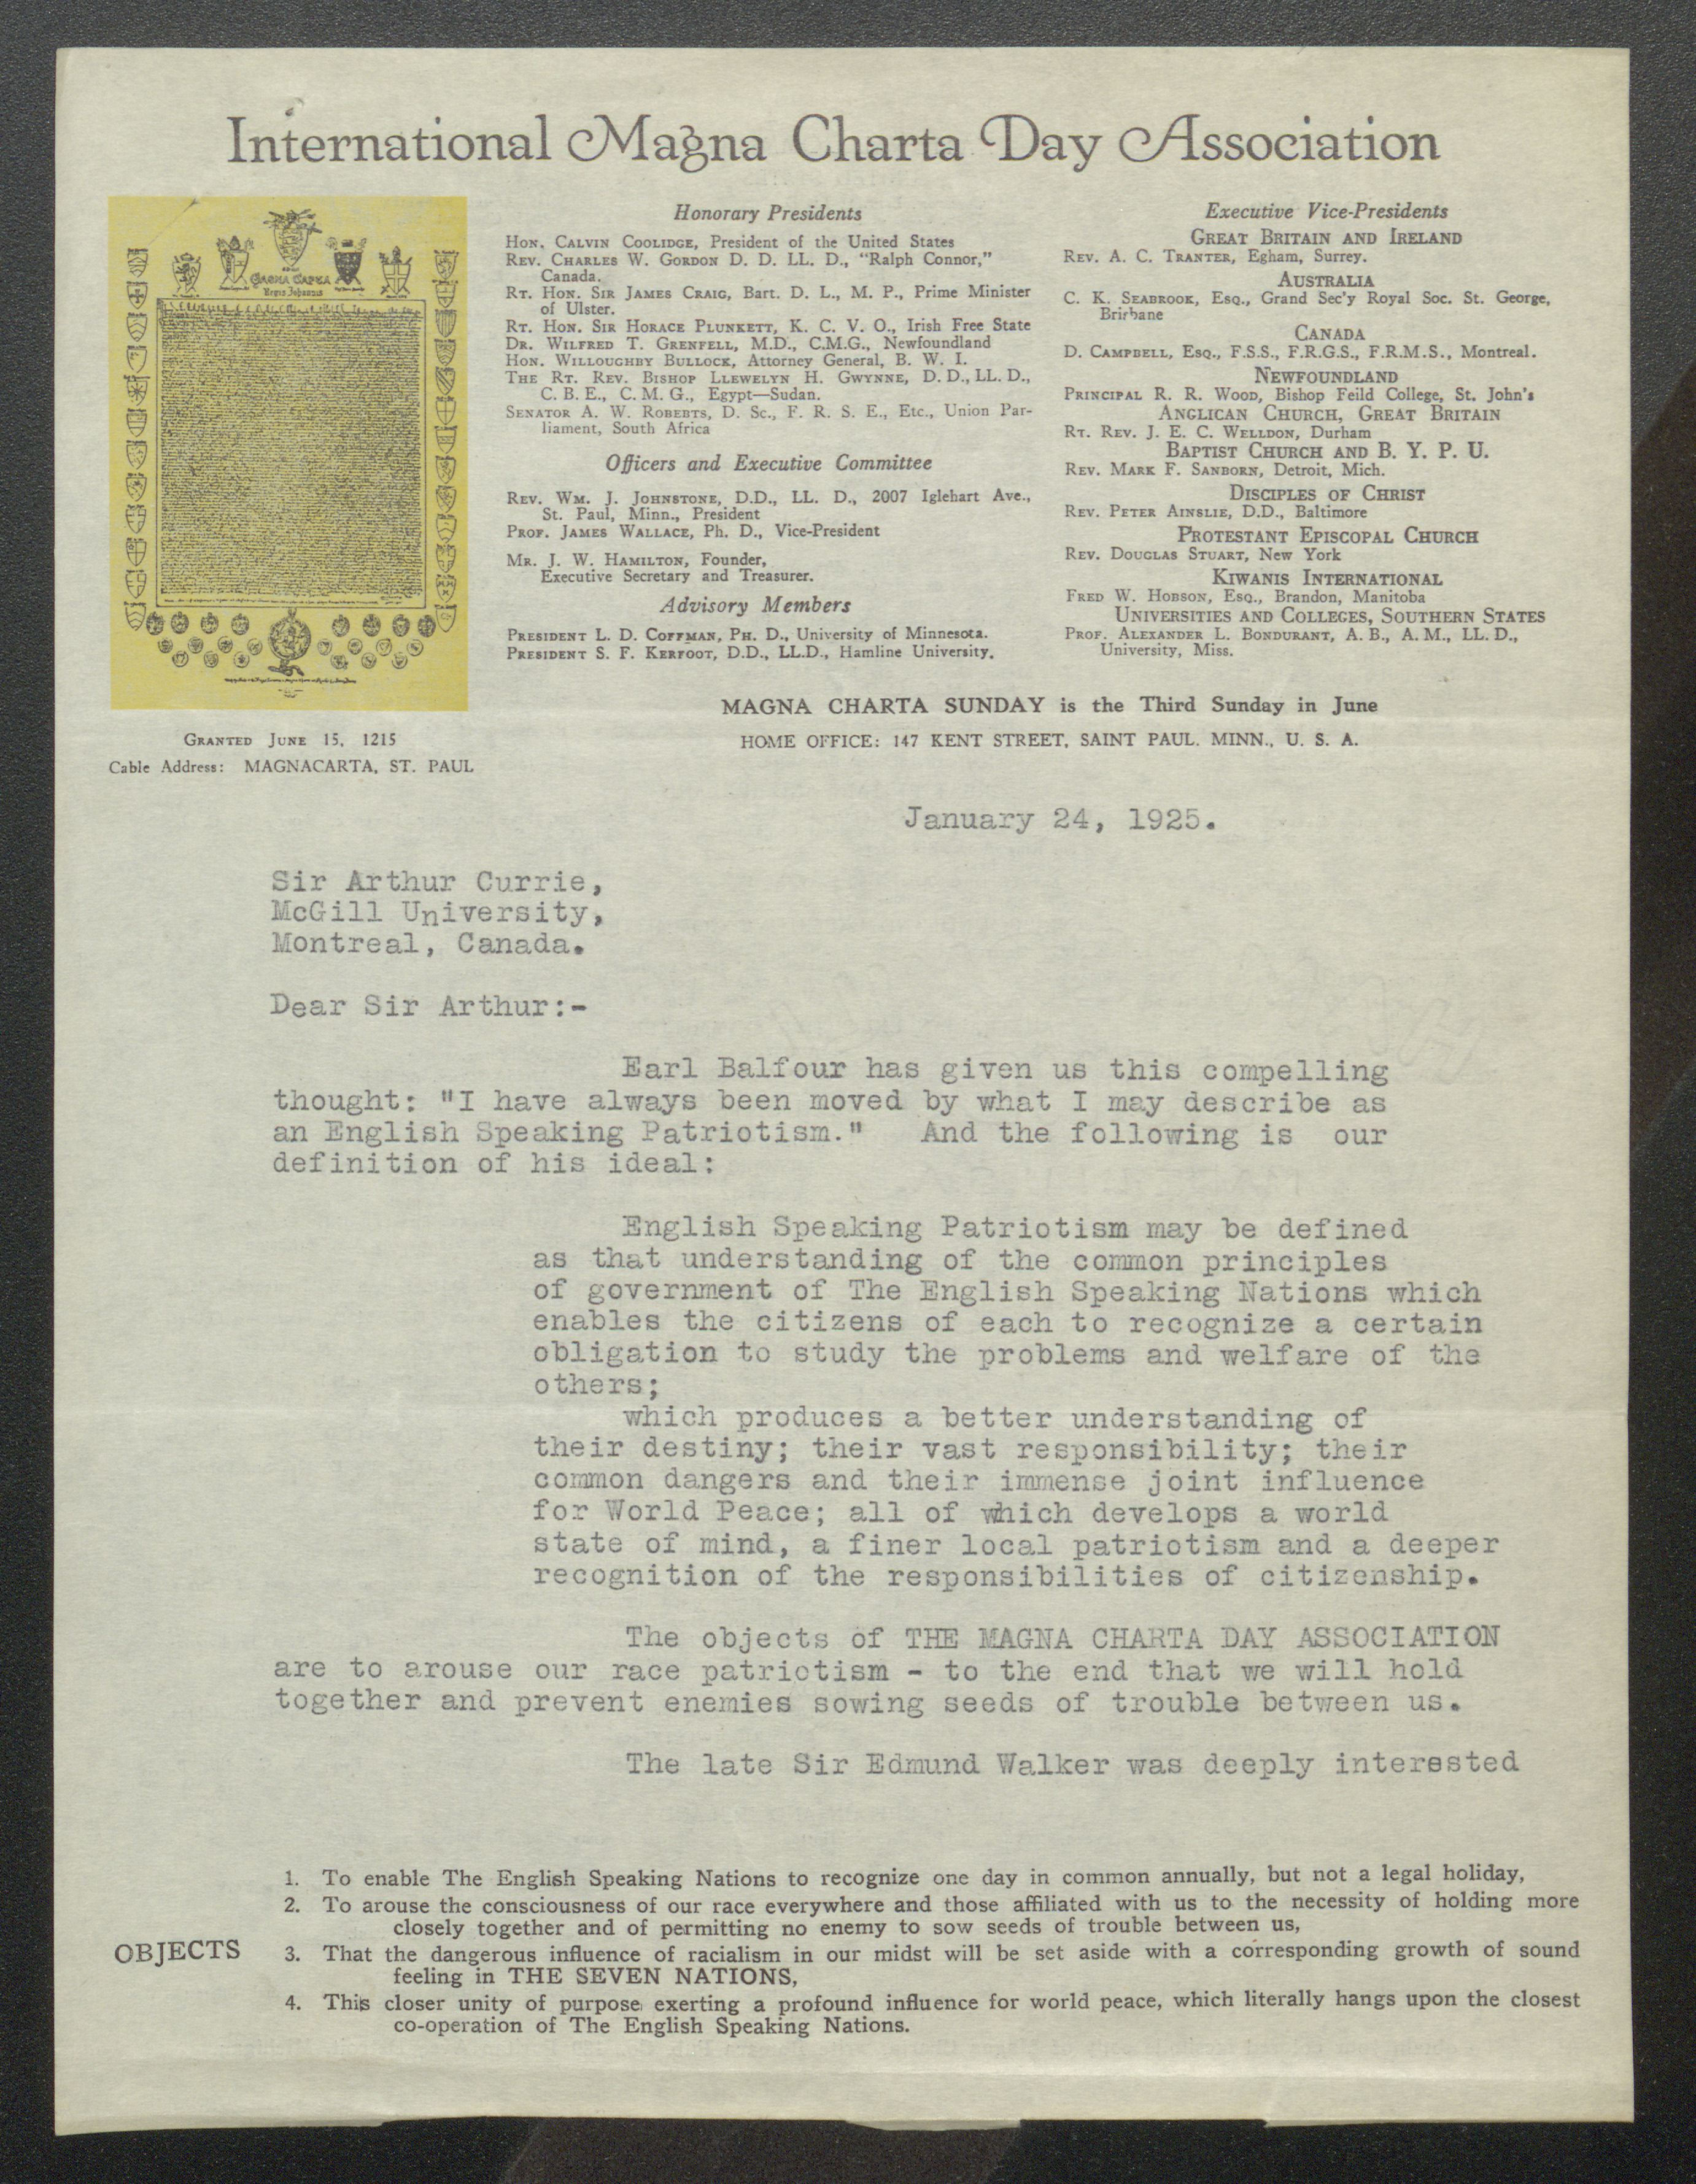 International Magna Charta Day Association
MAGNA CARTA
Regis Johannis
GRANTED JUNE 15, 1215
Cable Address: MAGNACARTA, ST. PAUL
Honorary Presidents
HON. CALVIN COOLIDGE, President of the United States
REV. CHARLES W. GORDON D. D. LL. D., "Ralph Connor,"
Canada.
RT. HON. SIR JAMES CRAIG, Bart. D. L., M. P., Prime Minister
of Ulster.
RT. HON. SIR HORACE PLUNKETT, K. C. V. O., Irish Free State
DR. WILFRED T. GRENFELL, M.D., C.M.G., Newfoundland
HON. WILLOUGHBY BULLOCK, Attorney General, B. W. I.
THE RT. REV. BISHOP LLEWELYN H. GWYNNE, D. D., LL. D.,
C. B. E., C. M. G., Egypt—Sudan.
SENATOR A. W. ROBERTS, D. Sc., F. R. S. E., Etc., Union Par-
liament, South Africa
Officers and Executive Committee
REV. WM. J. JOHNSTONE, D.D., LL. D., 2007 Iglehart Ave.,
St. Paul, Minn., President
PROF. JAMES WALLACE, Ph. D., Vice-President
MR. J. W. HAMILTON, Founder,
Executive Secretary and Treasurer.
Advisory Members
PRESIDENT L. D. COFFMAN, PH. D., University of Minnesota.
PRESIDENT S. F. KERFOOT, D.D., LL.D., Hamline University.
Executive Vice-Presidents
GREAT BRITAIN AND IRELAND
REV. A. C. TRANTER, Egham, Surrey.
AUSTRALIA
C. K. SEABROOK, ESQ., Grand Sec'y Royal Soc. St. George,
Brisbane
CANADA
D. CAMPBELL, ESQ., F.S.S., F.R.G.S., F.R.M.S., Montreal.
NEWFOUNDLAND
PRINCIPAL R. R. WOOD, Bishop Feild College, St. John's
ANGLICAN CHURCH, GREAT BRITAIN
RT. REV. J. E. C. WELLDON, Durham
BAPTIST CHURCH AND B. Y. P. U.
REV. MARK F. SANBORN, Detroit, Mich.
DISCIPLES OF CHRIST
REV. PETER AINSLIE, D.D., Baltimore
PROTESTANT EPISCOPAL CHURCH
REV. DOUGLAS STUART, New York
KIWANIS INTERNATIONAL
FRED W. HOBSON, ESQ., Brandon, Manitoba
UNIVERSITIES AND COLLEGES, SOUTHERN STATES
PROF. ALEXANDER L. BONDURANT, A. B., A. M., LL. D.,
University, Miss.
MAGNA CHARTA SUNDAY is the Third Sunday in June
HOME OFFICE: 147 KENT STREET, SAINT PAUL. MINN., U. S. A.
January 24, 1925.
Sir Arthur Currie,
McGill University,
Montreal, Canada.
Dear Sir Arthur:-
Earl Balfour has given us this compelling
thought: "I have always been moved by what I may describe as
an English Speaking Patriotism." And the following is our
definition of his ideal:
English Speaking Patriotism may be defined
as that understanding of the common principles
of government of The English Speaking Nations which
enables the citizens of each to recognize a certain
obligation to study the problems and welfare of the
others;
which produces a better understanding of
their destiny; their vast responsibility; their
common dangers and their immense joint influence
for World Peace; all of which develops a world
state of mind, a finer local patriotism and a deeper
recognition of the responsibilities of citizenship.
The objects of THE MAGNA CHARTA DAY ASSOCIATION
are to arouse our race patriotism - to the end that we will hold
together and prevent enemies sowing seeds of trouble between us.
The late Sir Edmund Walker was deeply interested
OBJECTS
1. To enable The English Speaking Nations to recognize one day in common annually, but not a legal holiday,
2. To arouse the consciousness of our race everywhere and those affiliated with us to the necessity of holding more
closely together and of permitting no enemy to sow seeds of trouble between us,
3. That the dangerous influence of racialism in our midst will be set aside with a corresponding growth of sound
feeling in THE SEVEN NATIONS,
4. This closer unity of purpose exerting a profound influence for world peace, which literally hangs upon the closest
co-operation of The English Speaking Nations.